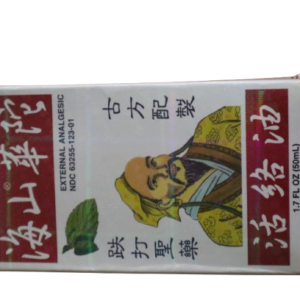 海山®華陀
EXTERNAL ANALGESIC
NDC 63255-123-01
古方配製
跌打聖藥
活絡油
1.7 FL OZ (50mL)